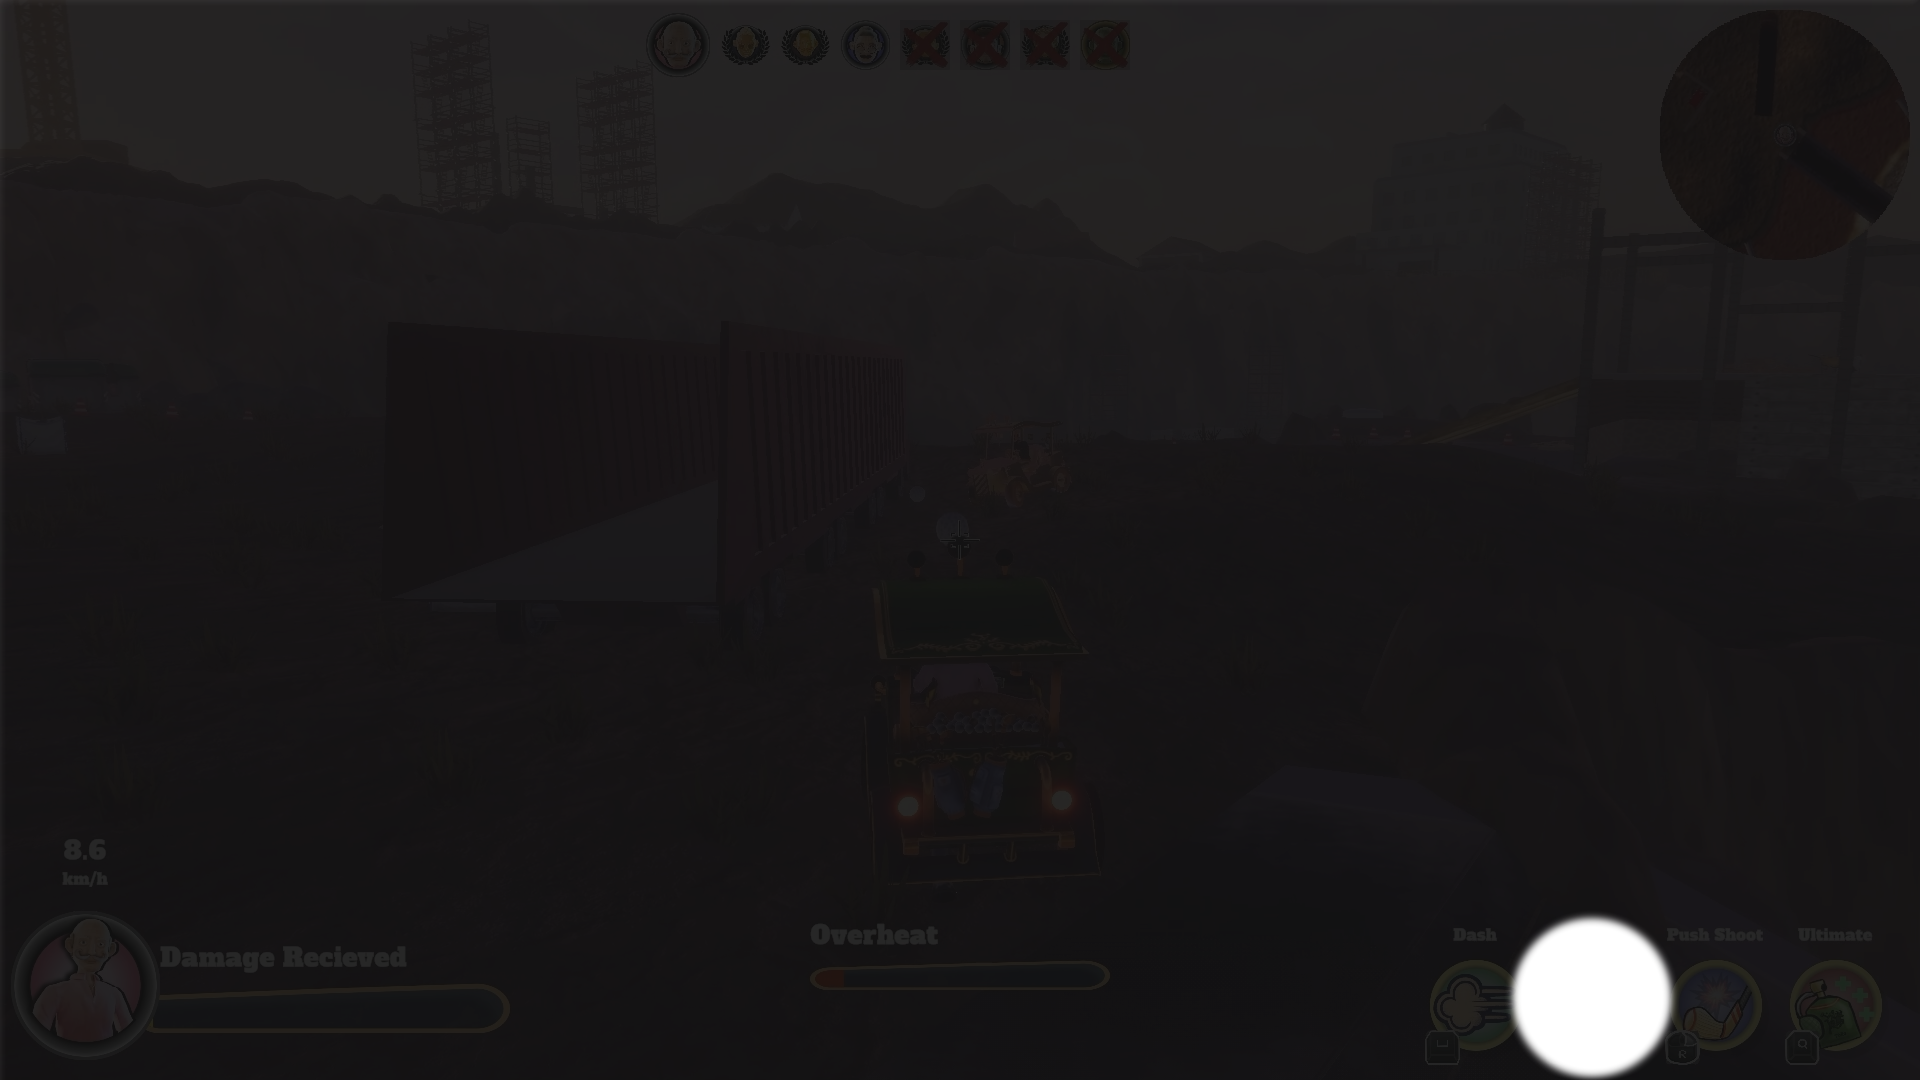 8.6
km/h
Damage Recieved
Overheat
Dash
Push Shoot
Ultimate
R
Q